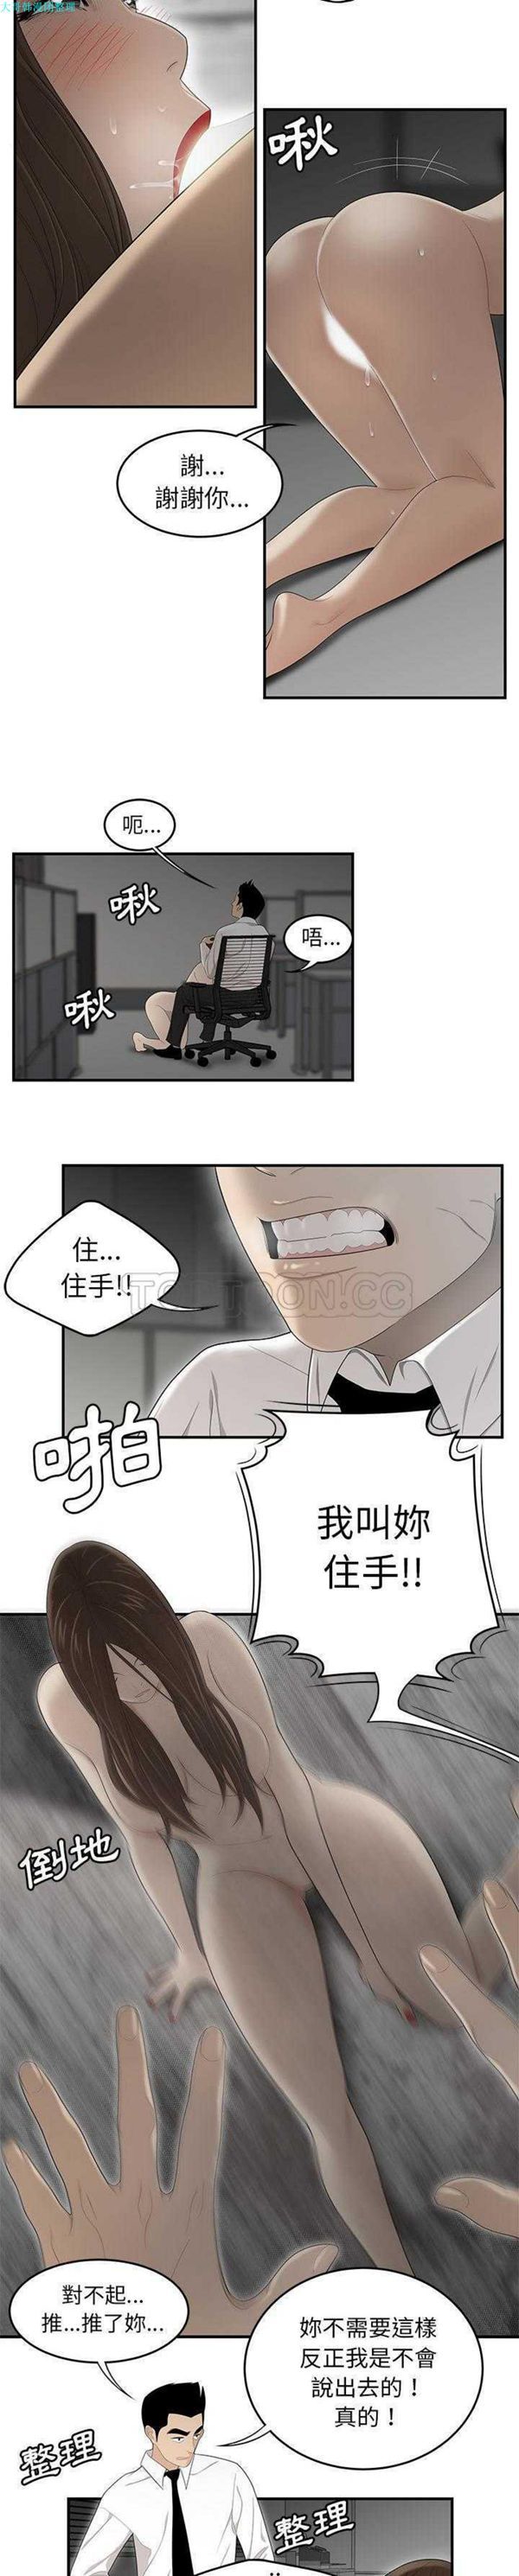 啾
謝...
謝謝你...
呃...
啾
唔...
啾
住...
住手!!
TOPTOON.CC
啪
我叫妳
住手!!
倒地
對不起...
推...推了妳...
妳不需要這樣
反正我是不會
說出去的！
真的！
整理
整理